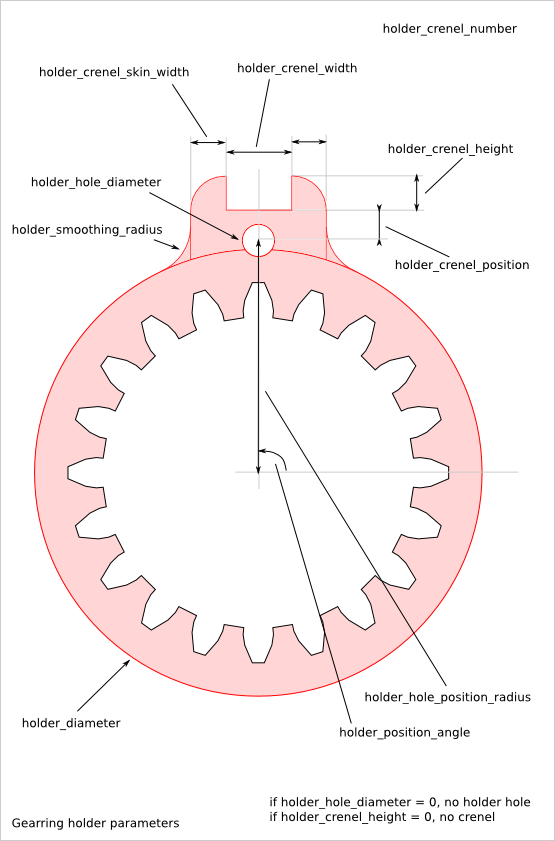 holder_crenel_number
holder_crenel_width
holder_crenel_skin_width
holder_crenel_height
holder_hole_diameter
holder_smoothing_radius
holder_crenel_position
holder_hole_position_radius
holder_diameter
holder_position_angle
if holder_hole_diameter = 0, no holder hole
if holder_crenel_height = 0, no crenel
Gearring holder parameters